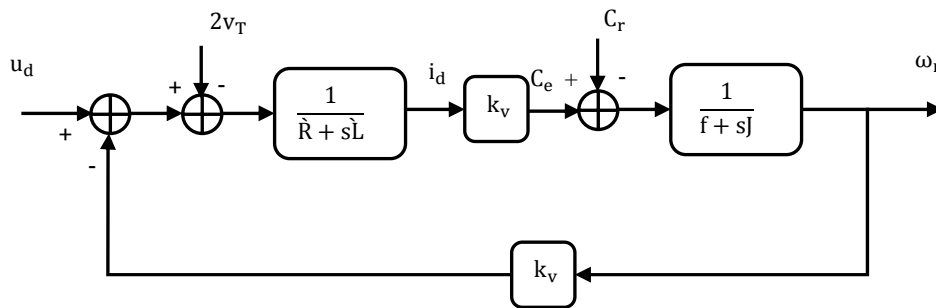 2v_T
C_r
u_d
i_d
C_e
+
-
ω_r
+
-
1
R̀ + sL̀
k_v
1
f + sJ
+
-
k_v